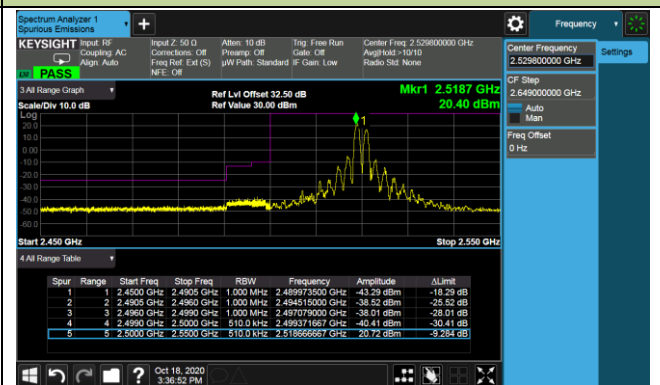 Spectrum Analyzer 1
Spurious Emissions
+
Frequency
KEYSIGHT Input: RF Input Z: 50 Ω Atten: 10 dB Trig: Free Run Center Freq: 2.529800000 GHz
Coupling: AC Corrections: Off Preamp: Off Gate: Off Avg|Hold:>10/10
Align: Auto Freq Ref: Ext (S) µW Path: Standard IF Gain: Low Radio Std: None
NFE: Off
PASS
Center Frequency
2.529800000 GHz
Settings
CF Step
2.649000000 GHz
Auto
Man
Freq Offset
0 Hz
3 All Range Graph
Ref Lvl Offset 32.50 dB
Mkr1 2.5187 GHz
Scale/Div 10.0 dB Ref Value 30.00 dBm 20.40 dBm
Log
20.0
10.0
0.00
-10.0
-20.0
-30.0
-40.0
-50.0
-60.0
1
Start 2.450 GHz Stop 2.550 GHz
4 All Range Table
Spur Range Start Freq Stop Freq RBW Frequency Amplitude ΔLimit
1 1 2.4500 GHz 2.4905 GHz 1.000 MHz 2.489973500 GHz -43.29 dBm -18.29 dB
2 2 2.4905 GHz 2.4960 GHz 1.000 MHz 2.494515000 GHz -38.52 dBm -25.52 dB
3 3 2.4960 GHz 2.4990 GHz 1.000 MHz 2.497079000 GHz -38.01 dBm -28.01 dB
4 4 2.4990 GHz 2.5000 GHz 510.0 kHz 2.499371667 GHz -40.41 dBm -30.41 dB
5 5 2.5000 GHz 2.5500 GHz 510.0 kHz 2.518666667 GHz 20.72 dBm -9.284 dB
? Oct 18, 2020
3:36:52 PM